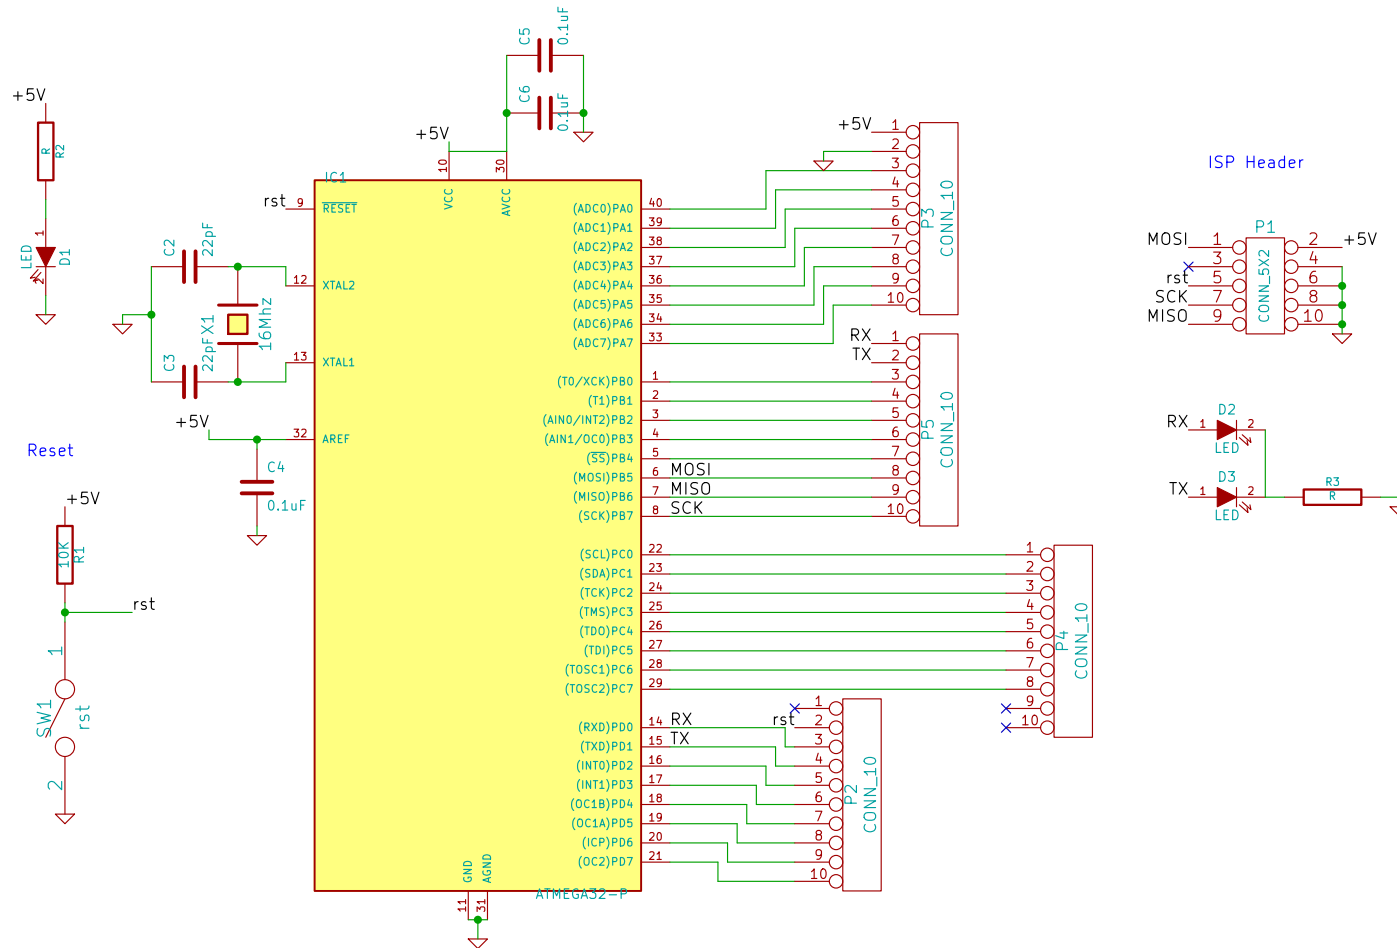 +5V
R
R2
1
LED
D1
2
C5
0.1uF
C6
0.1uF
+5V
10
30
IC1
VCC
AVCC
rst
9
RESET
C2
22pF
12
XTAL2
X1
16Mhz
C3
22pF
13
XTAL1
+5V
32
AREF
C4
0.1uF
Reset
+5V
10K
R1
rst
1
SW1
rst
2
(ADC0)PA0 40
(ADC1)PA1 39
(ADC2)PA2 38
(ADC3)PA3 37
(ADC4)PA4 36
(ADC5)PA5 35
(ADC6)PA6 34
(ADC7)PA7 33
(T0/XCK)PB0 1
(T1)PB1 2
(AIN0/INT2)PB2 3
(AIN1/OC0)PB3 4
(SS)PB4 5
(MOSI)PB5 6 MOSI
(MISO)PB6 7 MISO
(SCK)PB7 8 SCK
(SCL)PC0 22
(SDA)PC1 23
(TCK)PC2 24
(TMS)PC3 25
(TDO)PC4 26
(TDI)PC5 27
(TOSC1)PC6 28
(TOSC2)PC7 29
(RXD)PD0 14 RX
(TXD)PD1 15 TX
(INT0)PD2 16
(INT1)PD3 17
(OC1B)PD4 18
(OC1A)PD5 19
(ICP)PD6 20
(OC2)PD7 21
GND
AGND
11
31
ATMEGA32-P
+5V 1
2
3
4
5
6
7
8
9
10
P3
CONN_10
RX 1
TX 2
3
4
5
6
7
8
9
10
P5
CONN_10
1
2
3
4
5
6
7
8
9
10
P4
CONN_10
1
rst 2
3
4
5
6
7
8
9
10
P2
CONN_10
ISP Header
P1
CONN_5X2
MOSI 1 2 +5V
3 4
rst 5 6
SCK 7 8
MISO 9 10
D2
RX 1 2
LED
D3
TX 1 2
LED
R3
R